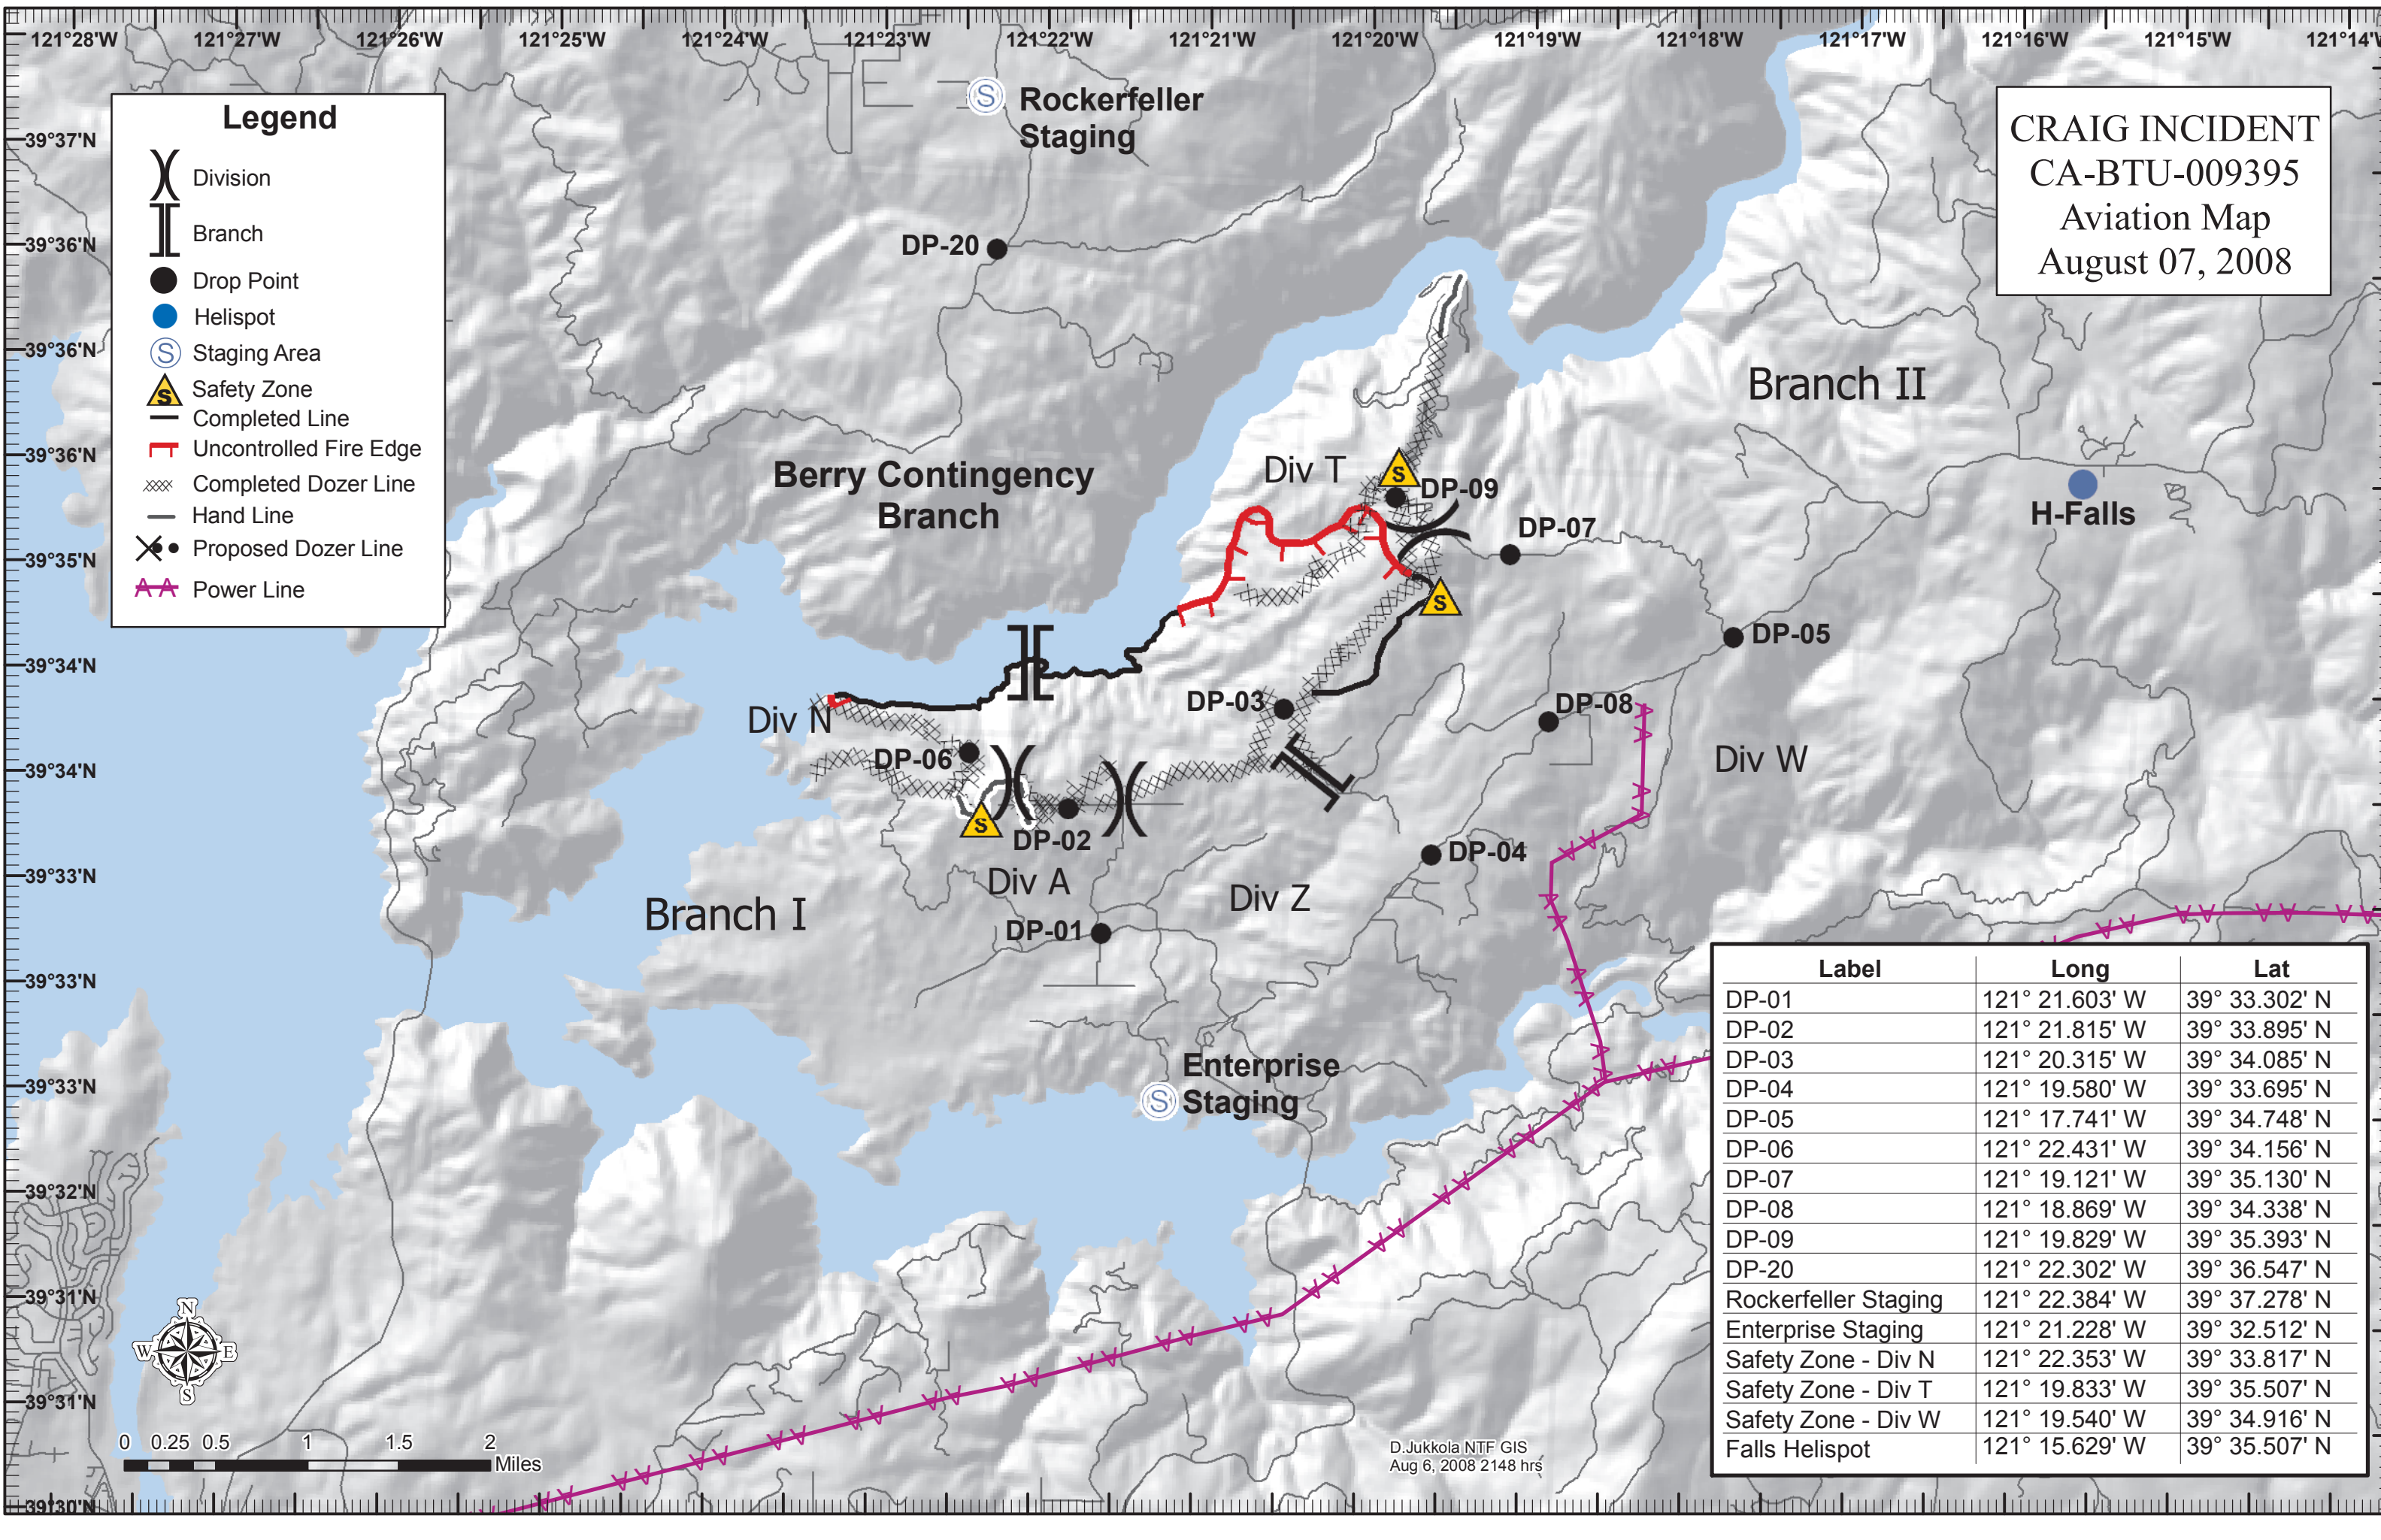 121°28'W 121°27'W 121°26'W 121°25'W 121°24'W 121°23'W 121°22'W 121°21'W 121°20'W 121°19'W 121°18'W 121°17'W 121°16'W 121°15'W 121°14'W
39°37'N
39°36'N
39°36'N
39°36'N
39°35'N
39°34'N
39°34'N
39°33'N
39°33'N
39°33'N
39°32'N
39°31'N
39°31'N
39°30'N
Legend
Division
Branch
Drop Point
Helispot
S Staging Area
S Safety Zone
Completed Line
Uncontrolled Fire Edge
Completed Dozer Line
Hand Line
Proposed Dozer Line
Power Line
CRAIG INCIDENT
CA-BTU-009395
Aviation Map
August 07, 2008
S Rockerfeller
Staging
DP-20
Branch II
Berry Contingency
Branch
Div T
S
DP-09
DP-07
H-Falls
S
DP-05
DP-03
DP-08
Div N
DP-06
Div W
S
DP-02
DP-04
Div A
Div Z
Branch I
DP-01
Enterprise
S Staging
Label Long Lat
DP-01 121° 21.603' W 39° 33.302' N
DP-02 121° 21.815' W 39° 33.895' N
DP-03 121° 20.315' W 39° 34.085' N
DP-04 121° 19.580' W 39° 33.695' N
DP-05 121° 17.741' W 39° 34.748' N
DP-06 121° 22.431' W 39° 34.156' N
DP-07 121° 19.121' W 39° 35.130' N
DP-08 121° 18.869' W 39° 34.338' N
DP-09 121° 19.829' W 39° 35.393' N
DP-20 121° 22.302' W 39° 36.547' N
Rockerfeller Staging 121° 22.384' W 39° 37.278' N
Enterprise Staging 121° 21.228' W 39° 32.512' N
Safety Zone - Div N 121° 22.353' W 39° 33.817' N
Safety Zone - Div T 121° 19.833' W 39° 35.507' N
Safety Zone - Div W 121° 19.540' W 39° 34.916' N
Falls Helispot 121° 15.629' W 39° 35.507' N
N
W E
S
0 0.25 0.5 1 1.5 2
Miles
D.Jukkola NTF GIS
Aug 6, 2008 2148 hrs